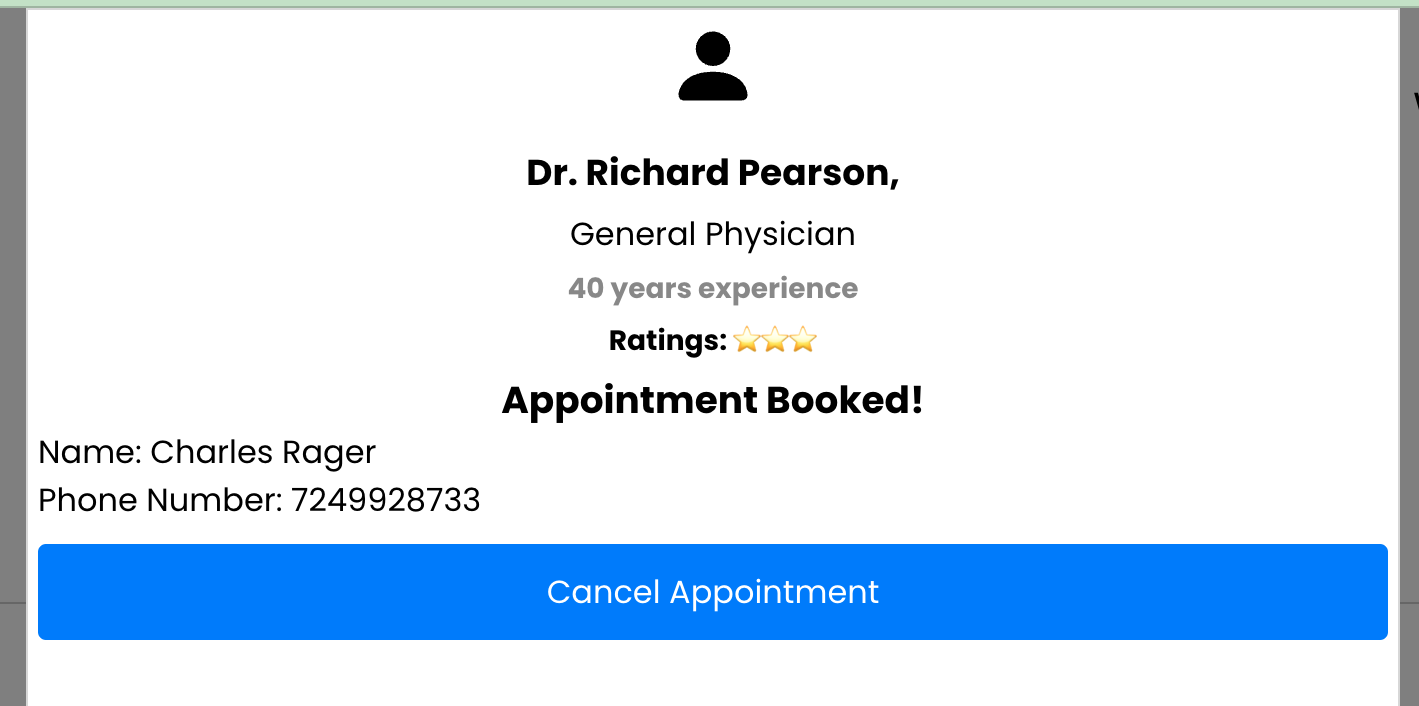 Dr. Richard Pearson,
General Physician
40 years experience
Ratings: ⭐⭐⭐
Appointment Booked!
Name: Charles Rager
Phone Number: 7249928733
Cancel Appointment